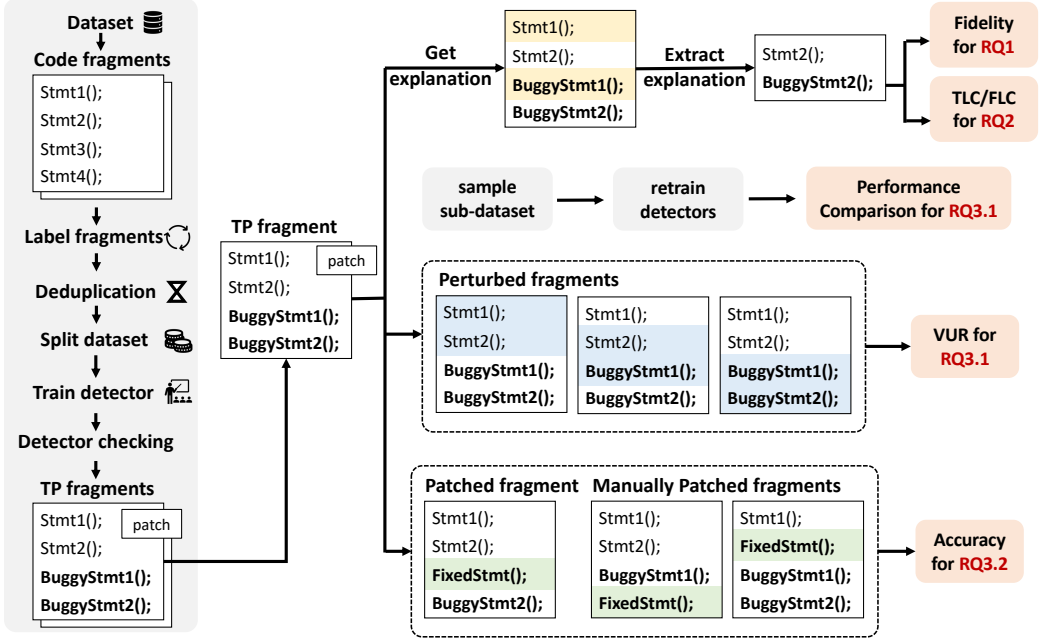 Dataset
Code fragments
Stmt1();
Stmt2();
Stmt3();
Stmt4();
Label fragments
Deduplication
Split dataset
Train detector
Detector checking
TP fragments
patch
Stmt1();
Stmt2();
BuggyStmt1();
BuggyStmt2();
TP fragment
patch
Stmt1();
Stmt2();
BuggyStmt1();
BuggyStmt2();
Get
explanation
Stmt1();
Stmt2();
BuggyStmt1();
BuggyStmt2();
Extract
explanation
Stmt2();
BuggyStmt2();
Fidelity
for RQ1
TLC/FLC
for RQ2
sample
sub-dataset
retrain
detectors
Performance
Comparison for RQ3.1
Perturbed fragments
Stmt1();
Stmt2();
BuggyStmt1();
BuggyStmt2();
Stmt1();
Stmt2();
BuggyStmt1();
BuggyStmt2();
Stmt1();
Stmt2();
BuggyStmt1();
BuggyStmt2();
VUR for
RQ3.1
Patched fragment
Stmt1();
Stmt2();
FixedStmt();
BuggyStmt2();
Manually Patched fragments
Stmt1();
Stmt2();
BuggyStmt1();
FixedStmt();
Stmt1();
FixedStmt();
BuggyStmt1();
BuggyStmt2();
Accuracy
for RQ3.2